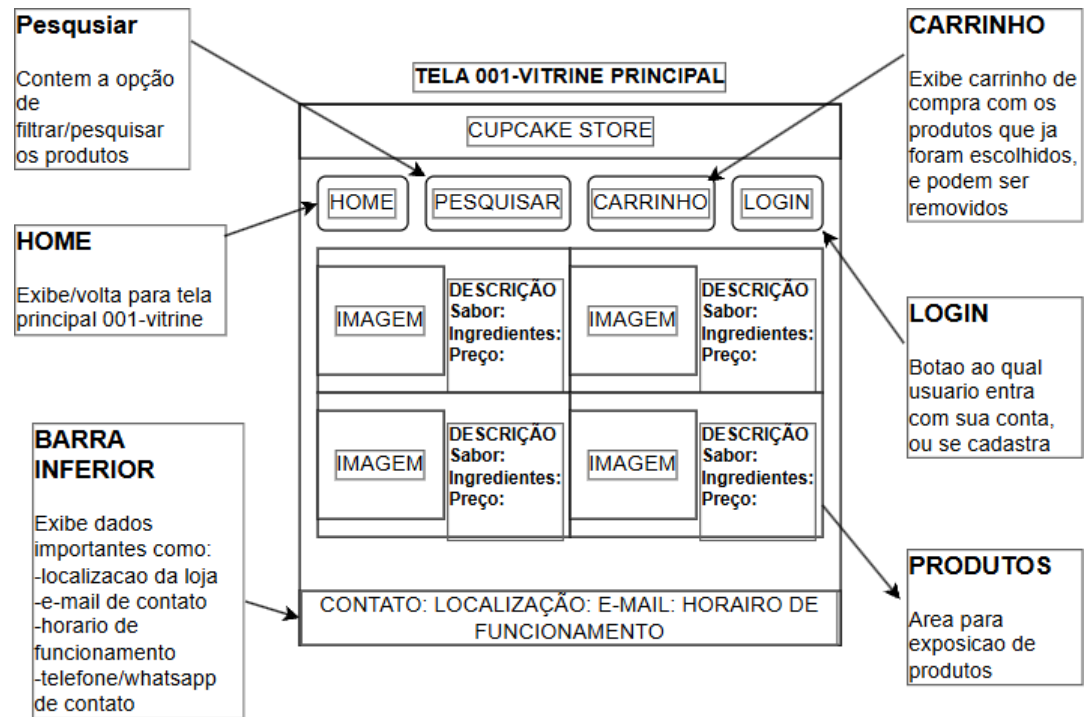 Pesqusiar
Contem a opção
de
filtrar/pesquisar
os produtos
HOME
Exibe/volta para tela
principal 001-vitrine
BARRA
INFERIOR
Exibe dados
importantes como:
-localizacao da loja
-e-mail de contato
-horario de
funcionamento
-telefone/whatsapp
de contato
TELA 001-VITRINE PRINCIPAL
CUPCAKE STORE
HOME
PESQUISAR
CARRINHO
LOGIN
IMAGEM
DESCRIÇÃO
Sabor:
Ingredientes:
Preço:
IMAGEM
DESCRIÇÃO
Sabor:
Ingredientes:
Preço:
IMAGEM
DESCRIÇÃO
Sabor:
Ingredientes:
Preço:
IMAGEM
DESCRIÇÃO
Sabor:
Ingredientes:
Preço:
CONTATO: LOCALIZAÇÃO: E-MAIL: HORAIRO DE
FUNCIONAMENTO
CARRINHO
Exibe carrinho de
compra com os
produtos que ja
foram escolhidos,
e podem ser
removidos
LOGIN
Botao ao qual
usuario entra
com sua conta,
ou se cadastra
PRODUTOS
Area para
exposicao de
produtos